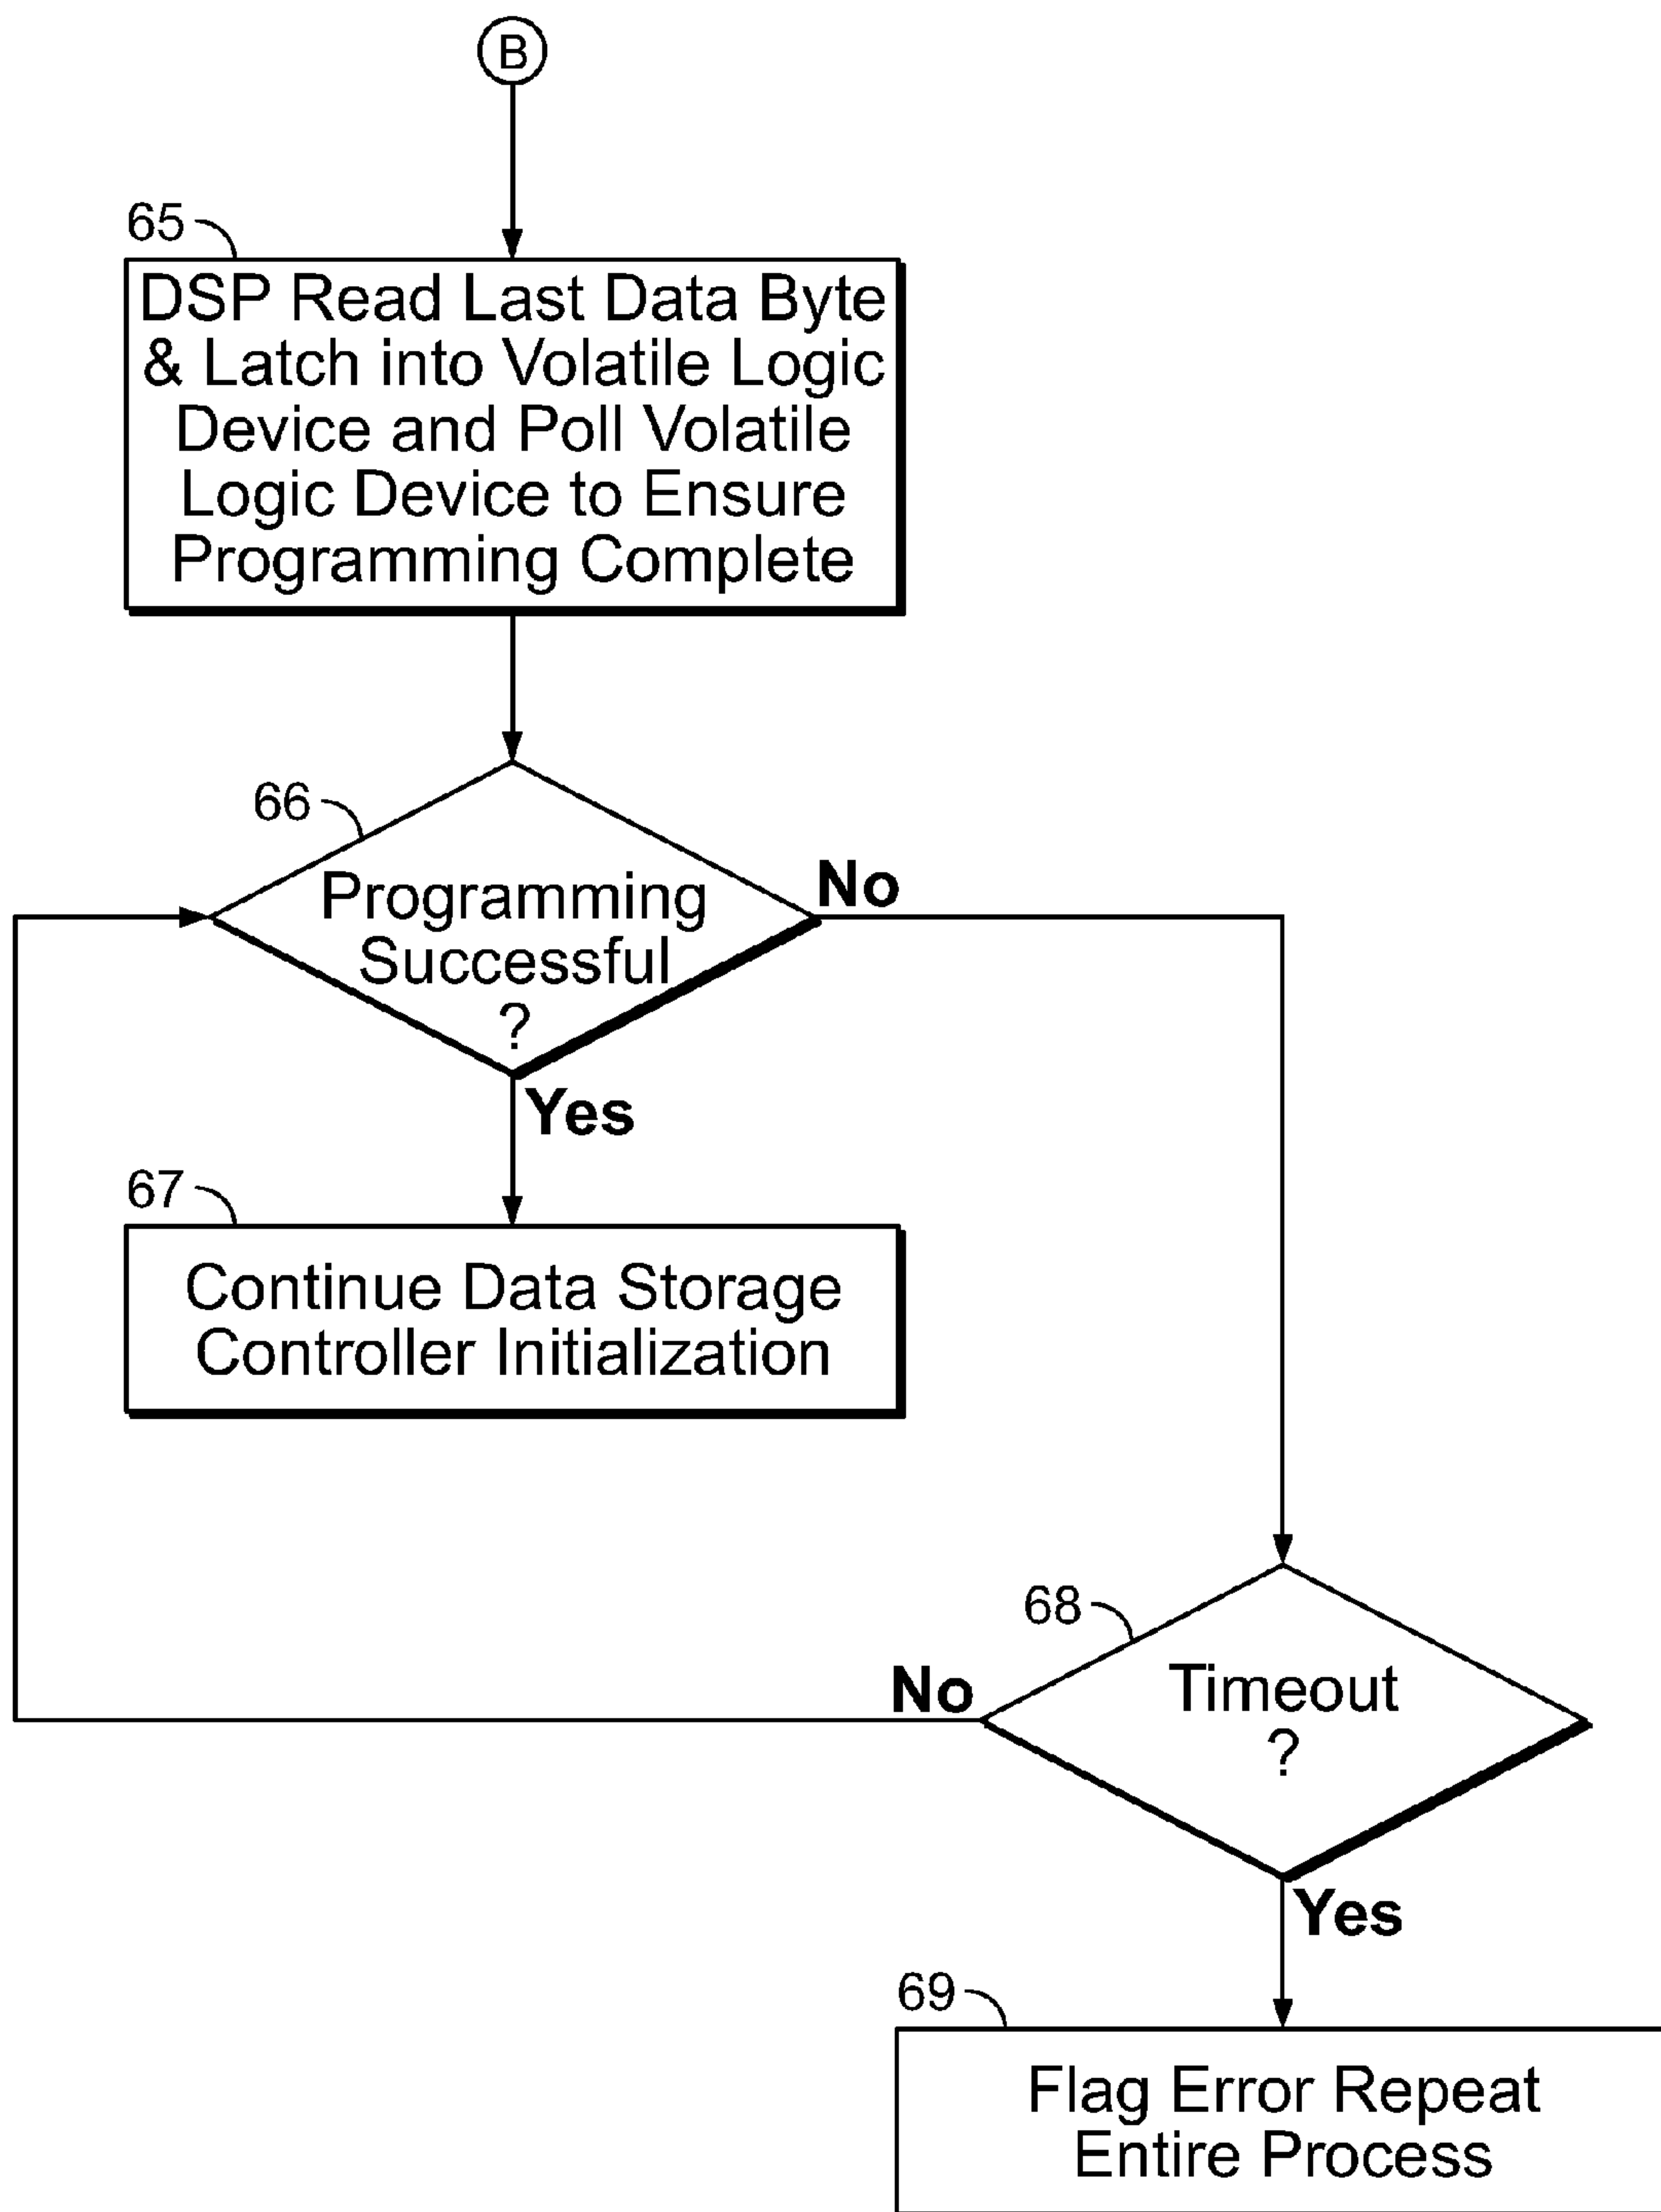 B
65
DSP Read Last Data Byte
& Latch into Volatile Logic
Device and Poll Volatile
Logic Device to Ensure
Programming Complete
66
Programming
Successful
?
No
Yes
67
Continue Data Storage
Controller Initialization
68
Timeout
?
No
Yes
69
Flag Error Repeat
Entire Process